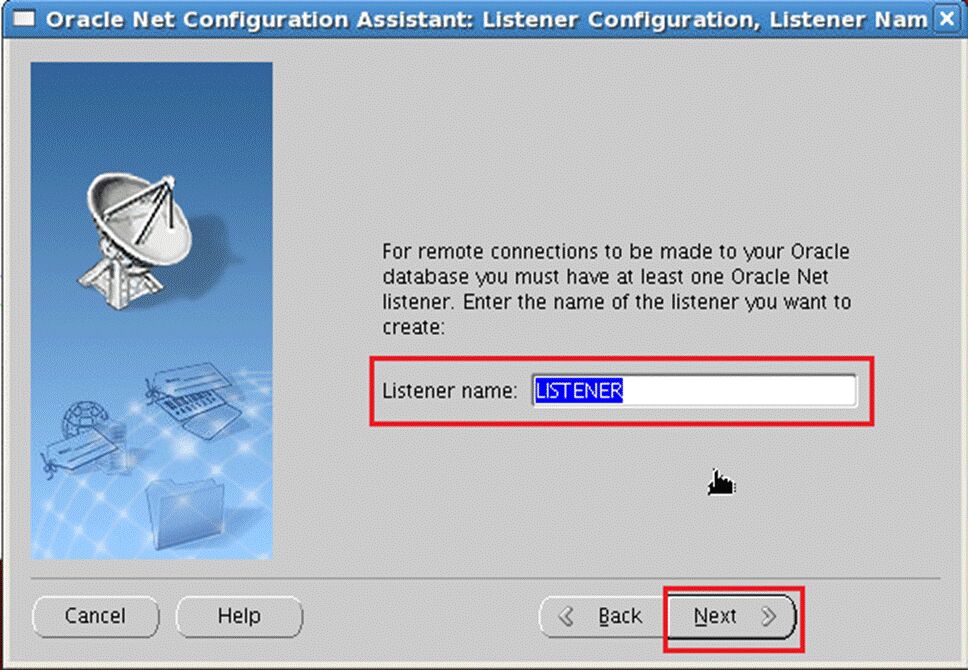 Oracle Net Configuration Assistant: Listener Configuration, Listener Nam
For remote connections to be made to your Oracle
database you must have at least one Oracle Net
listener. Enter the name of the listener you want to
create:
Listener name: LISTENER
Cancel Help Back Next